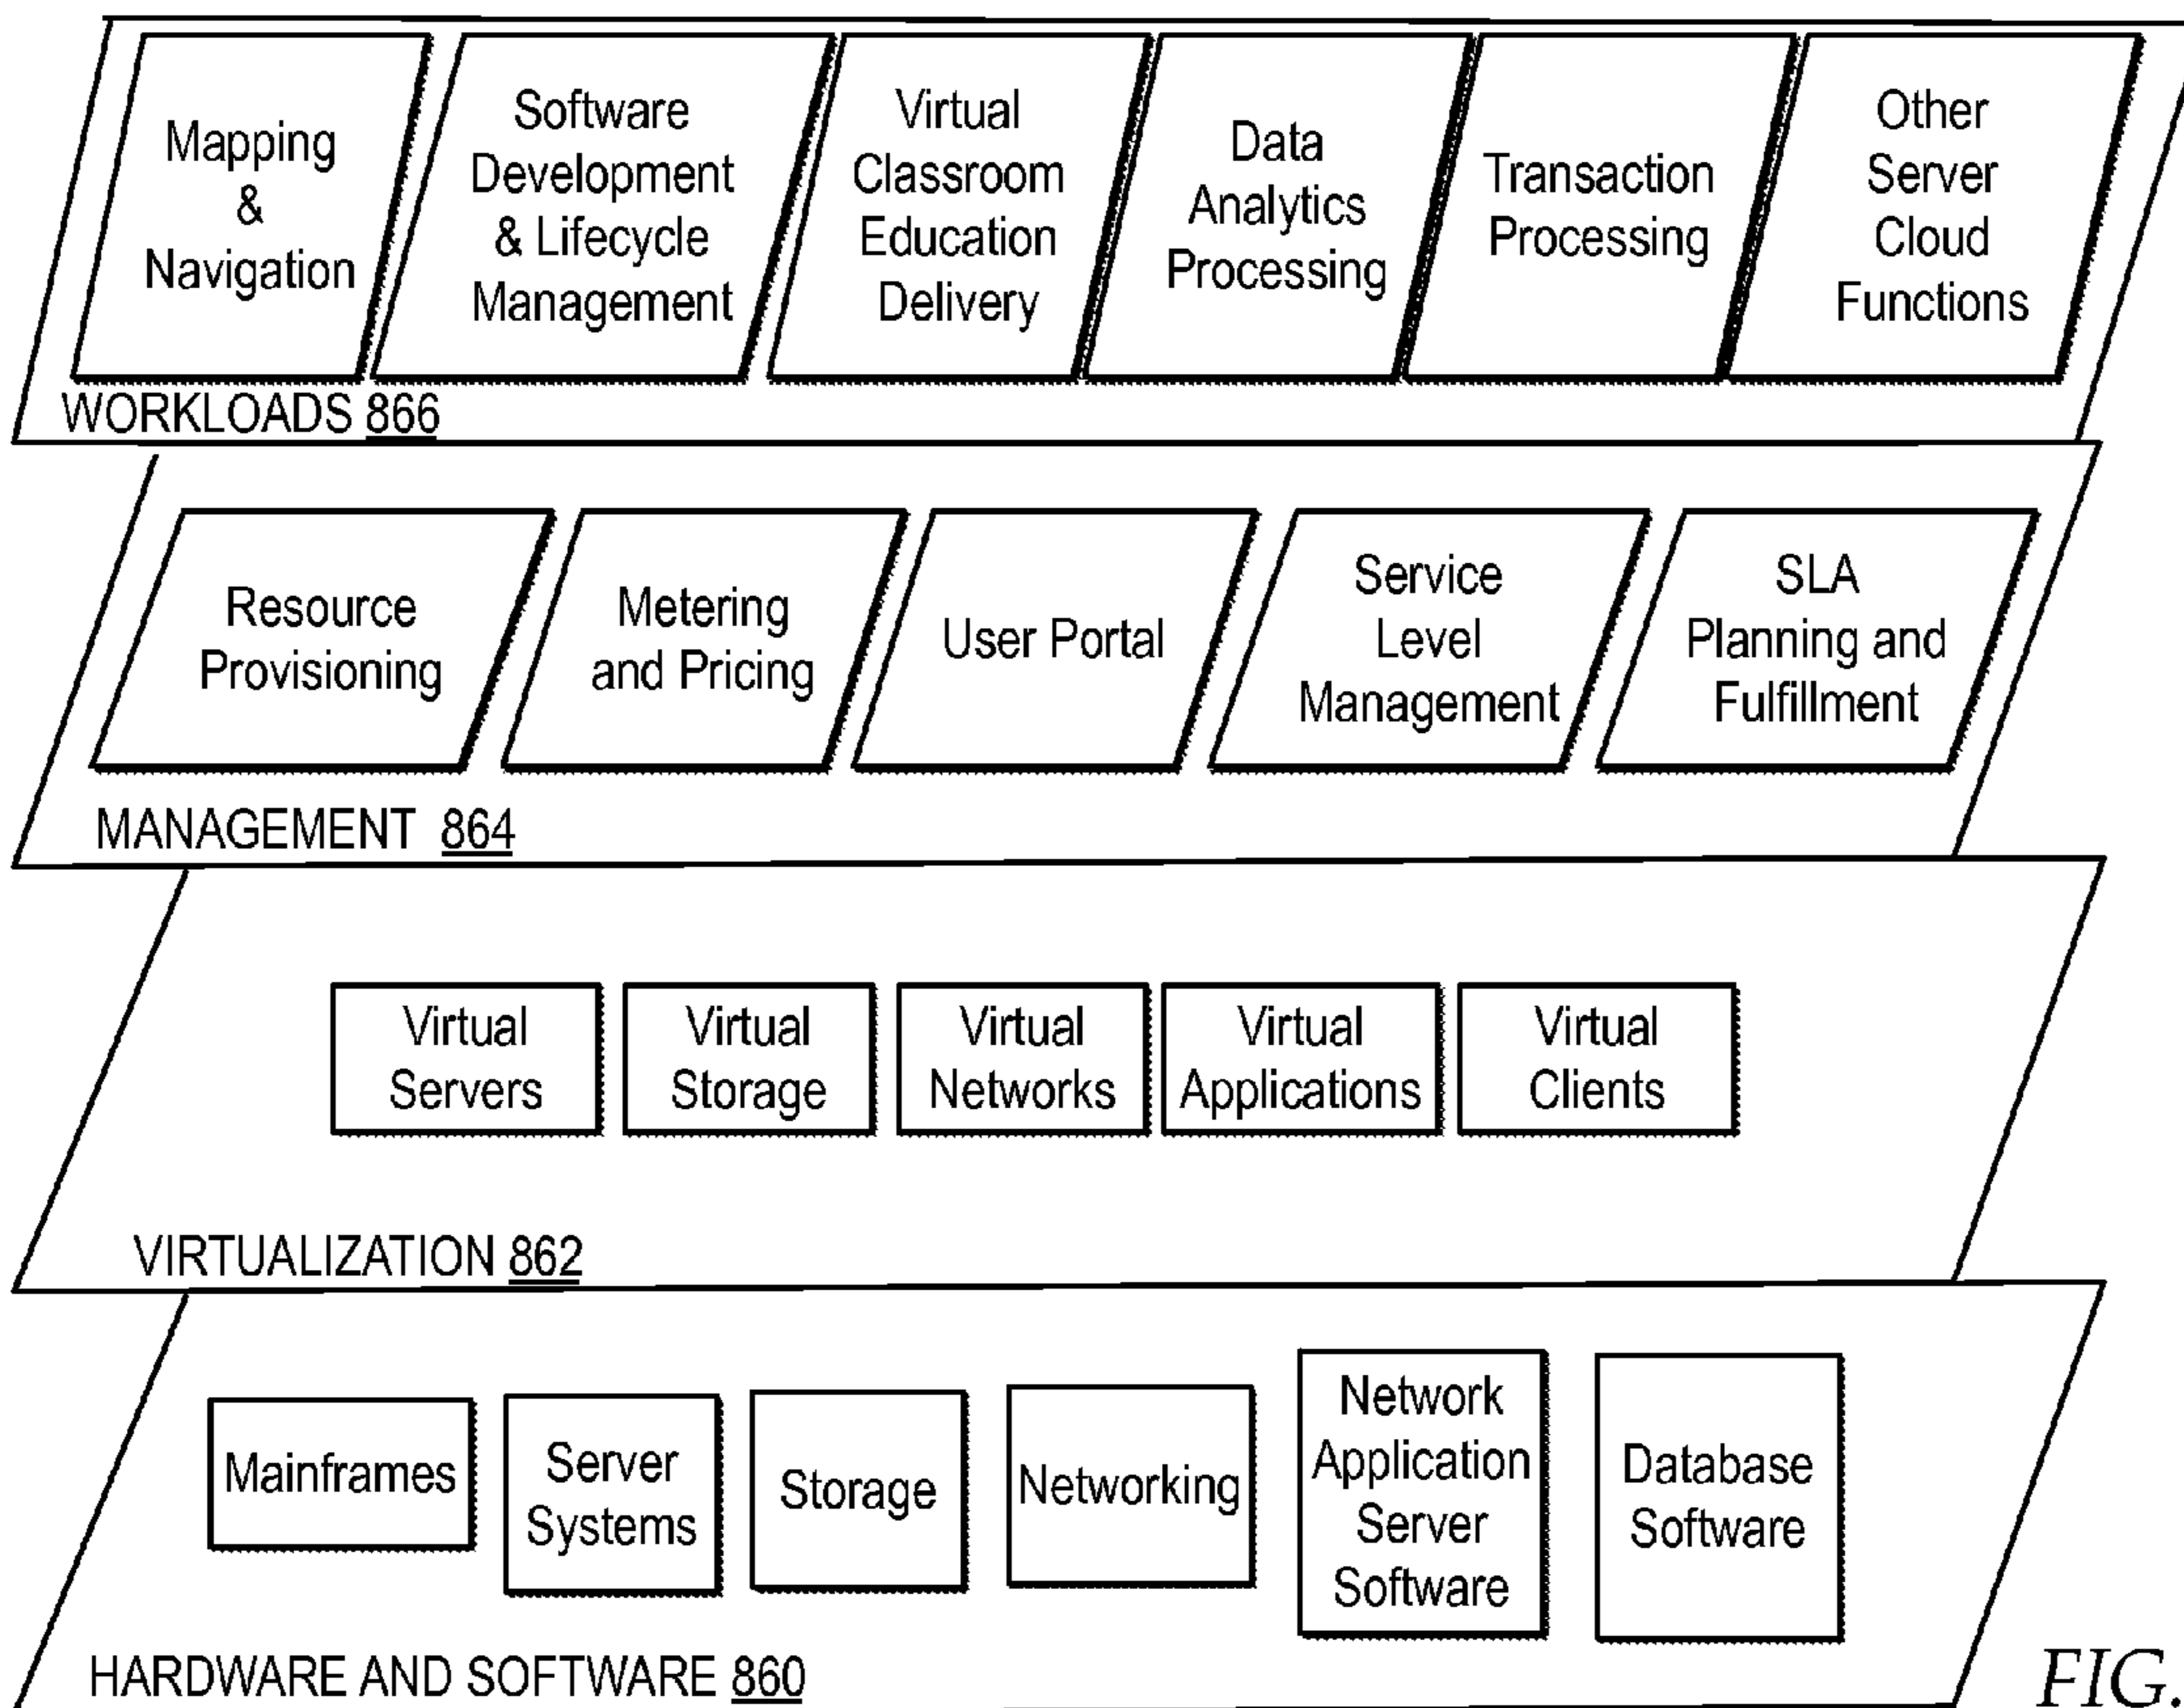 Mapping
&
Navigation
Software
Development
& Lifecycle
Management
Virtual
Classroom
Education
Delivery
Data
Analytics
Processing
Transaction
Processing
Other
Server
Cloud
Functions
WORKLOADS 866
Resource
Provisioning
Metering
and Pricing
User Portal
Service
Level
Management
SLA
Planning and
Fulfillment
MANAGEMENT 864
Virtual
Servers
Virtual
Storage
Virtual
Networks
Virtual
Applications
Virtual
Clients
VIRTUALIZATION 862
Mainframes
Server
Systems
Storage
Networking
Network
Application
Server
Software
Database
Software
HARDWARE AND SOFTWARE 860
FIG.